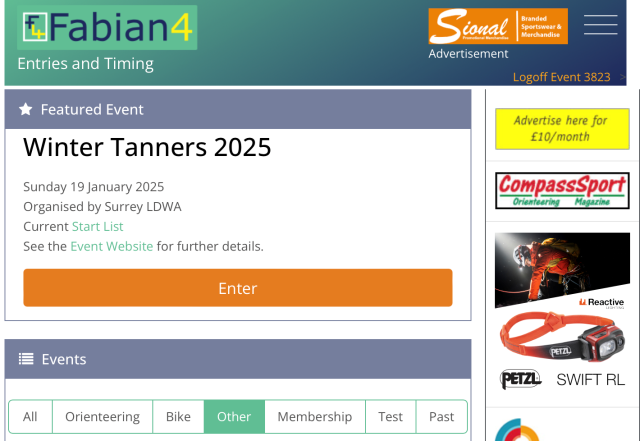 Fabian4
Entries and Timing
Sional
Promotional Merchandise
Branded
Sportswear &
Merchandise
Advertisement
Logoff Event 3823 >
Featured Event
Winter Tanners 2025
Sunday 19 January 2025
Organised by Surrey LDWA
Current Start List
See the Event Website for further details.
Enter
Events
All Orienteering Bike Other Membership Test Past
Advertise here for
£10/month
CompassSport
Orienteering Magazine
Reactive
LIGHTING
PETZL
PETZL SWIFT RL